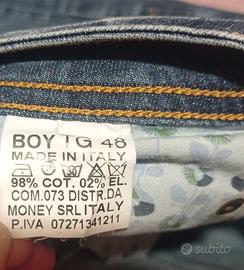 BOY TG 46
MADE IN ITALY
98% COT. 02% EL.
COM.073 DISTR.DA
MONEY SRL ITALY
P.IVA 07271341211
subito